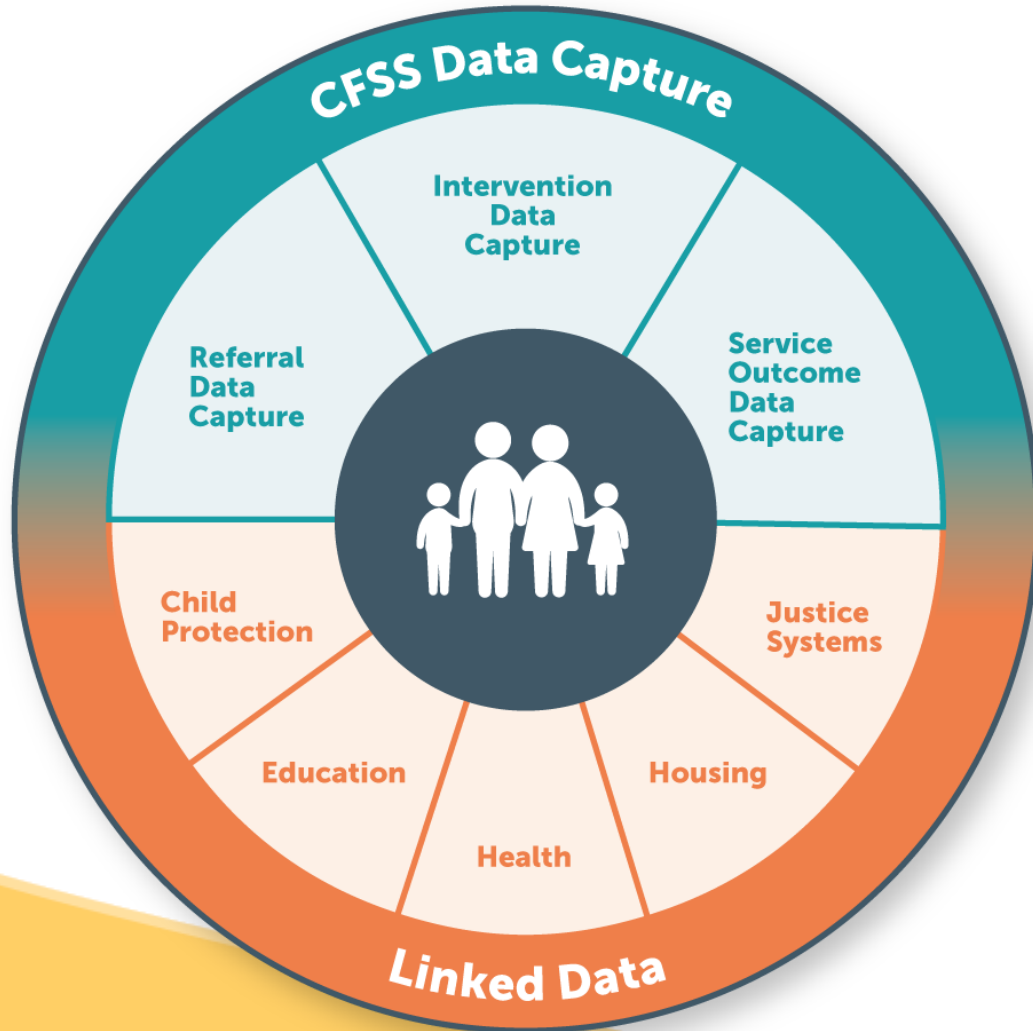 CFSS Data Capture
Intervention
Data
Capture
Referral
Data
Capture
Service
Outcome
Data
Capture
Child
Protection
Justice
Systems
Education
Housing
Health
Linked Data